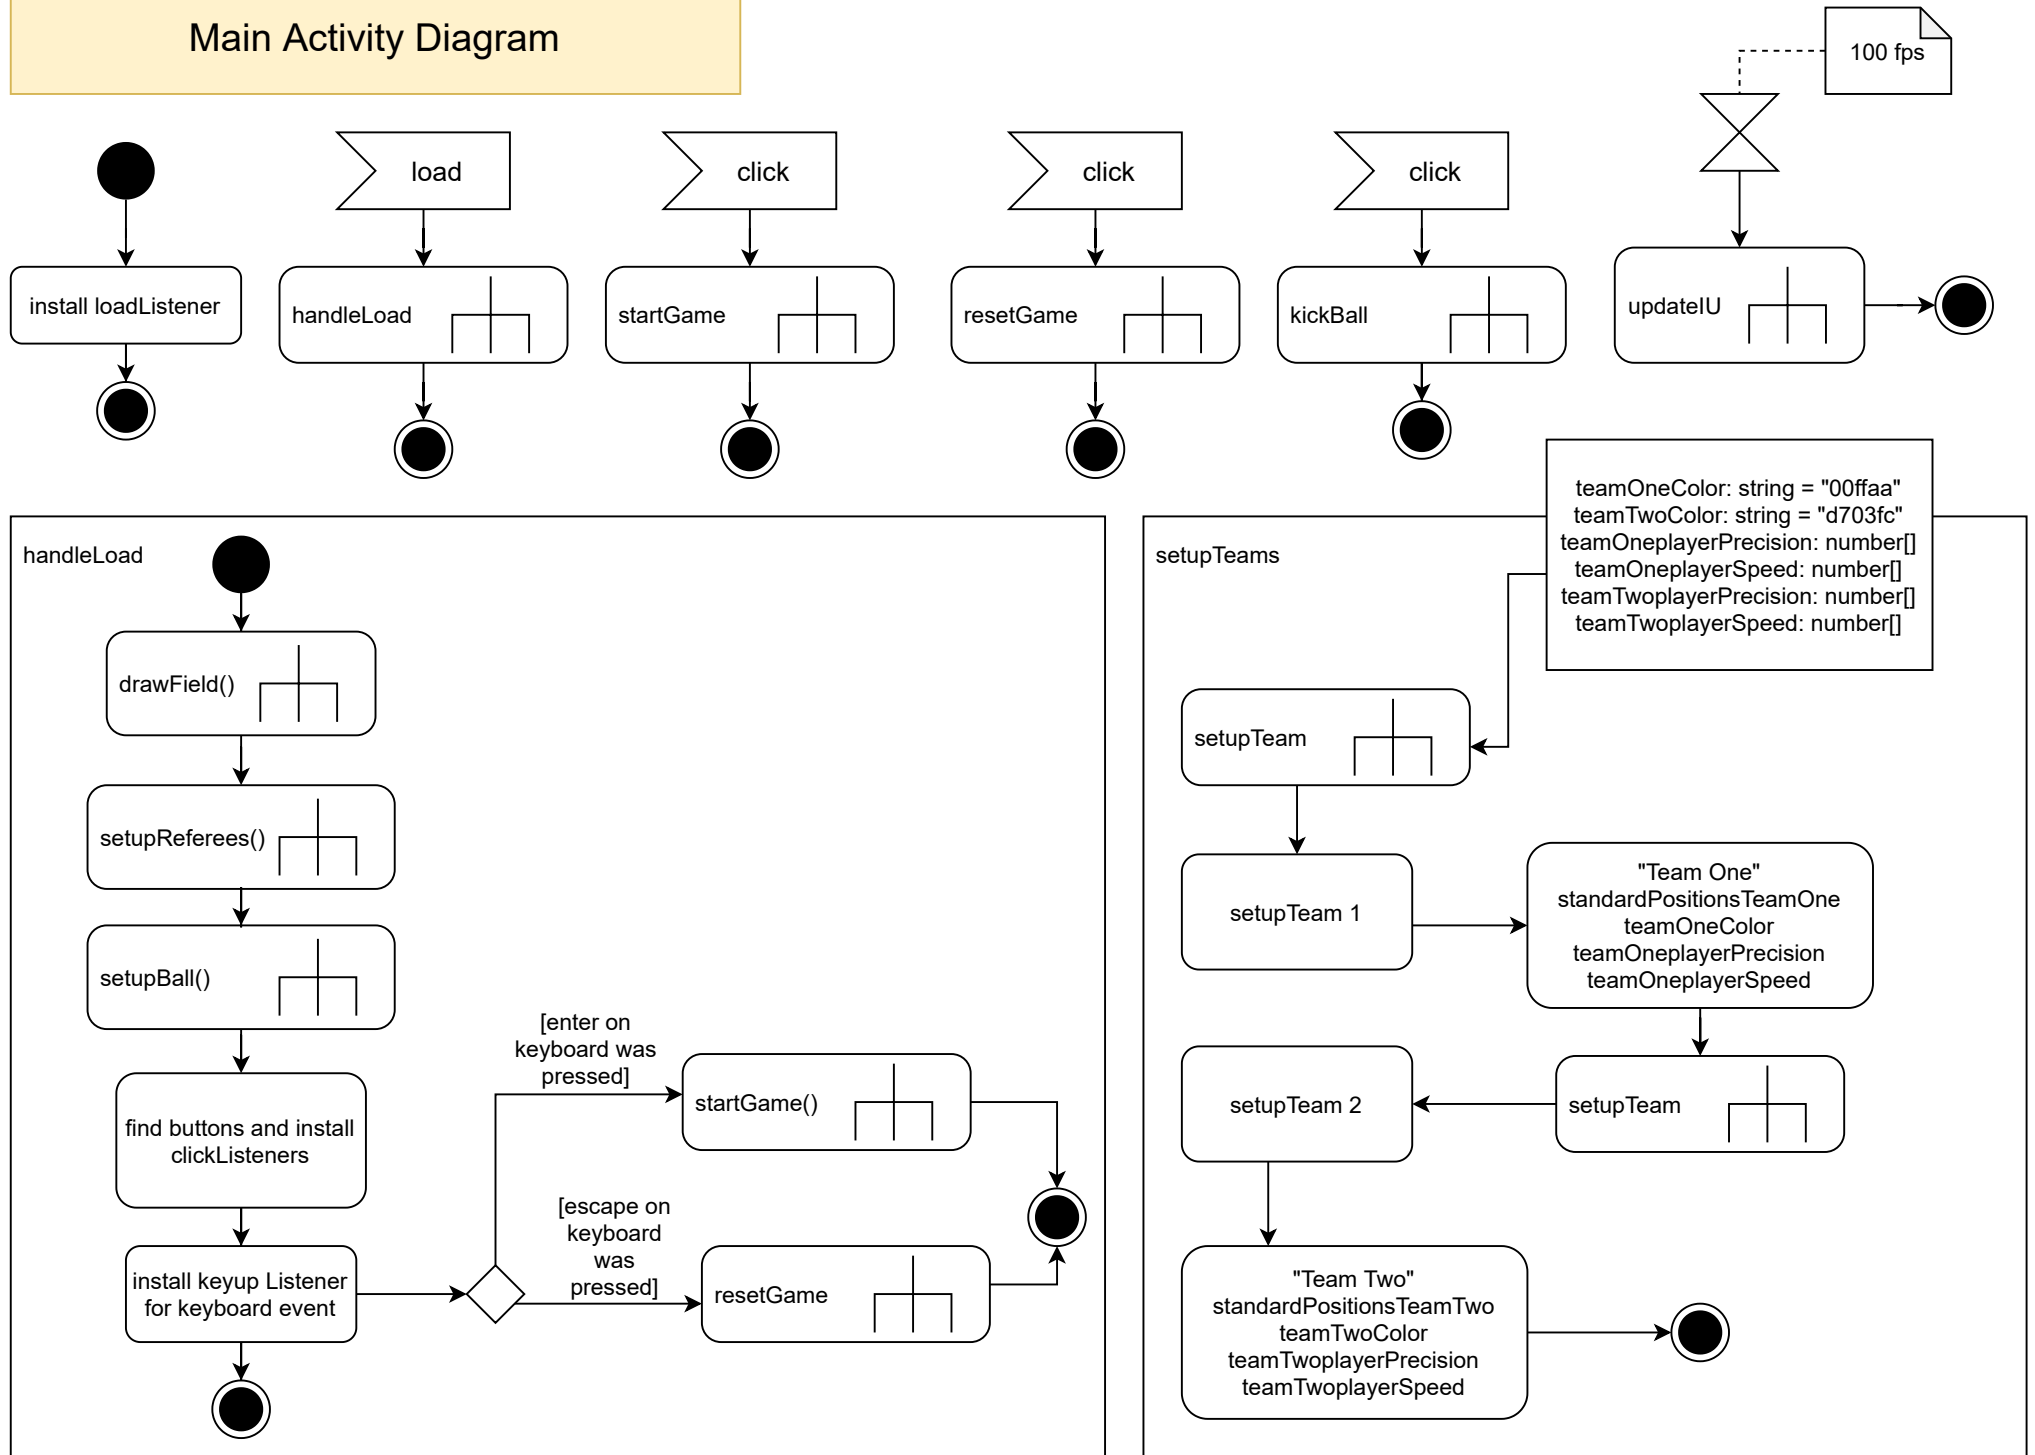 Main Activity Diagram
100 fps
load
click
click
click
install loadListener
handleLoad
startGame
resetGame
kickBall
updateIU
handleLoad
drawField()
setupReferees()
setupBall()
find buttons and install
clickListeners
install keyup Listener
for keyboard event
[enter on
keyboard was
pressed]
startGame()
[escape on
keyboard
was
pressed]
resetGame
setupTeams
teamOneColor: string = "00ffaa"
teamTwoColor: string = "d703fc"
teamOneplayerPrecision: number[]
teamOneplayerSpeed: number[]
teamTwoplayerPrecision: number[]
teamTwoplayerSpeed: number[]
setupTeam
setupTeam 1
"Team One"
standardPositionsTeamOne
teamOneColor
teamOneplayerPrecision
teamOneplayerSpeed
setupTeam
setupTeam 2
"Team Two"
standardPositionsTeamTwo
teamTwoColor
teamTwoplayerPrecision
teamTwoplayerSpeed